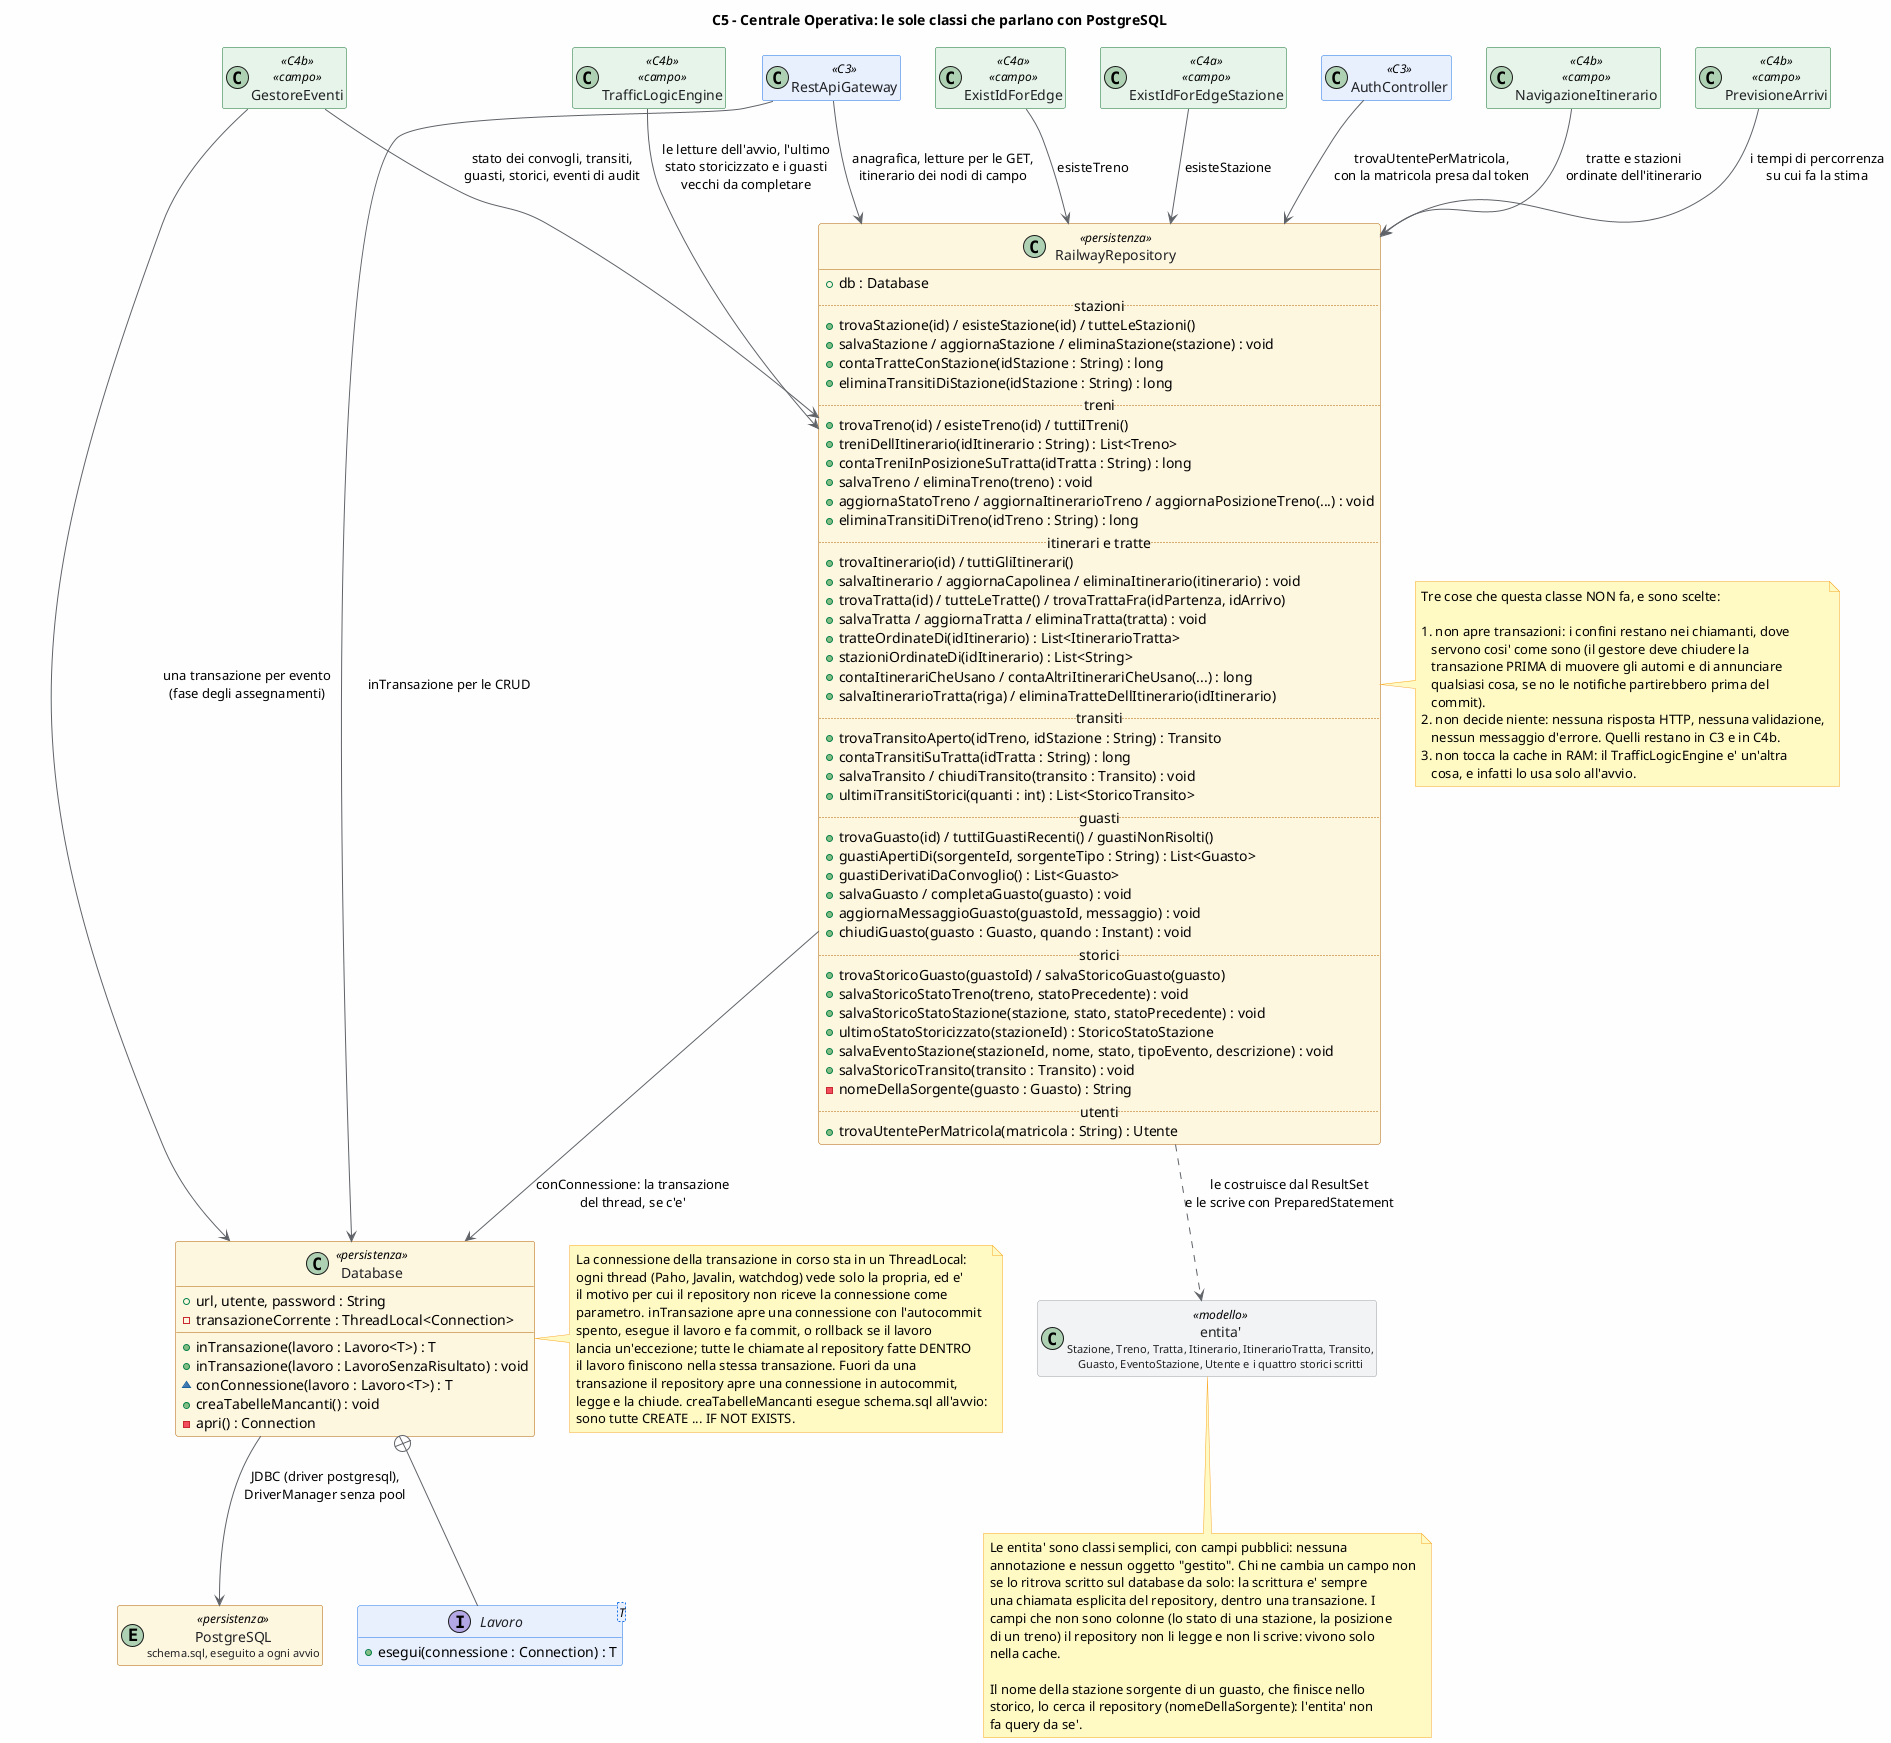 C5 - Centrale Operativa: le sole classi che parlano con PostgreSQL
C
«C4b»
«campo»
GestoreEventi
C
«C4b»
«campo»
TrafficLogicEngine
C
«C3»
RestApiGateway
C
«C4a»
«campo»
ExistIdForEdge
C
«C4a»
«campo»
ExistIdForEdgeStazione
C
«C3»
AuthController
C
«C4b»
«campo»
NavigazioneItinerario
C
«C4b»
«campo»
PrevisioneArrivi
stato dei convogli, transiti,
guasti, storici, eventi di audit
le letture dell'avvio, l'ultimo
stato storicizzato e i guasti
vecchi da completare
anagrafica, letture per le GET,
itinerario dei nodi di campo
esisteTreno
esisteStazione
trovaUtentePerMatricola,
con la matricola presa dal token
tratte e stazioni
ordinate dell'itinerario
i tempi di percorrenza
su cui fa la stima
C
«persistenza»
RailwayRepository
db : Database
stazioni
trovaStazione(id) / esisteStazione(id) / tutteLeStazioni()
salvaStazione / aggiornaStazione / eliminaStazione(stazione) : void
contaTratteConStazione(idStazione : String) : long
eliminaTransitiDiStazione(idStazione : String) : long
treni
trovaTreno(id) / esisteTreno(id) / tuttiITreni()
treniDellItinerario(idItinerario : String) : List<Treno>
contaTreniInPosizioneSuTratta(idTratta : String) : long
salvaTreno / eliminaTreno(treno) : void
aggiornaStatoTreno / aggiornaItinerarioTreno / aggiornaPosizioneTreno(...) : void
eliminaTransitiDiTreno(idTreno : String) : long
itinerari e tratte
trovaItinerario(id) / tuttiGliItinerari()
salvaItinerario / aggiornaCapolinea / eliminaItinerario(itinerario) : void
trovaTratta(id) / tutteLeTratte() / trovaTrattaFra(idPartenza, idArrivo)
salvaTratta / aggiornaTratta / eliminaTratta(tratta) : void
tratteOrdinateDi(idItinerario) : List<ItinerarioTratta>
stazioniOrdinateDi(idItinerario) : List<String>
contaItinerariCheUsano / contaAltriItinerariCheUsano(...) : long
salvaItinerarioTratta(riga) / eliminaTratteDellItinerario(idItinerario)
transiti
trovaTransitoAperto(idTreno, idStazione : String) : Transito
contaTransitiSuTratta(idTratta : String) : long
salvaTransito / chiudiTransito(transito : Transito) : void
ultimiTransitiStorici(quanti : int) : List<StoricoTransito>
guasti
trovaGuasto(id) / tuttiIGuastiRecenti() / guastiNonRisolti()
guastiApertiDi(sorgenteId, sorgenteTipo : String) : List<Guasto>
guastiDerivatiDaConvoglio() : List<Guasto>
salvaGuasto / completaGuasto(guasto) : void
aggiornaMessaggioGuasto(guastoId, messaggio) : void
chiudiGuasto(guasto : Guasto, quando : Instant) : void
storici
trovaStoricoGuasto(guastoId) / salvaStoricoGuasto(guasto)
salvaStoricoStatoTreno(treno, statoPrecedente) : void
salvaStoricoStatoStazione(stazione, stato, statoPrecedente) : void
ultimoStatoStoricizzato(stazioneId) : StoricoStatoStazione
salvaEventoStazione(stazioneId, nome, stato, tipoEvento, descrizione) : void
salvaStoricoTransito(transito : Transito) : void
nomeDellaSorgente(guasto : Guasto) : String
utenti
trovaUtentePerMatricola(matricola : String) : Utente
Tre cose che questa classe NON fa, e sono scelte:
1. non apre transazioni: i confini restano nei chiamanti, dove
servono cosi' come sono (il gestore deve chiudere la
transazione PRIMA di muovere gli automi e di annunciare
qualsiasi cosa, se no le notifiche partirebbero prima del
commit).
2. non decide niente: nessuna risposta HTTP, nessuna validazione,
nessun messaggio d'errore. Quelli restano in C3 e in C4b.
3. non tocca la cache in RAM: il TrafficLogicEngine e' un'altra
cosa, e infatti lo usa solo all'avvio.
una transazione per evento
(fase degli assegnamenti)
inTransazione per le CRUD
conConnessione: la transazione
del thread, se c'e'
le costruisce dal ResultSet
e le scrive con PreparedStatement
C
«persistenza»
Database
url, utente, password : String
transazioneCorrente : ThreadLocal<Connection>
inTransazione(lavoro : Lavoro<T>) : T
inTransazione(lavoro : LavoroSenzaRisultato) : void
conConnessione(lavoro : Lavoro<T>) : T
creaTabelleMancanti() : void
apri() : Connection
La connessione della transazione in corso sta in un ThreadLocal:
ogni thread (Paho, Javalin, watchdog) vede solo la propria, ed e'
il motivo per cui il repository non riceve la connessione come
parametro. inTransazione apre una connessione con l'autocommit
spento, esegue il lavoro e fa commit, o rollback se il lavoro
lancia un'eccezione; tutte le chiamate al repository fatte DENTRO
il lavoro finiscono nella stessa transazione. Fuori da una
transazione il repository apre una connessione in autocommit,
legge e la chiude. creaTabelleMancanti esegue schema.sql all'avvio:
sono tutte CREATE ... IF NOT EXISTS.
C
«modello»
entita'
Stazione, Treno, Tratta, Itinerario, ItinerarioTratta, Transito,
Guasto, EventoStazione, Utente e i quattro storici scritti
JDBC (driver postgresql),
DriverManager senza pool
E
«persistenza»
PostgreSQL
schema.sql, eseguito a ogni avvio
I
Lavoro
T
esegui(connessione : Connection) : T
Le entita' sono classi semplici, con campi pubblici: nessuna
annotazione e nessun oggetto "gestito". Chi ne cambia un campo non
se lo ritrova scritto sul database da solo: la scrittura e' sempre
una chiamata esplicita del repository, dentro una transazione. I
campi che non sono colonne (lo stato di una stazione, la posizione
di un treno) il repository non li legge e non li scrive: vivono solo
nella cache.
Il nome della stazione sorgente di un guasto, che finisce nello
storico, lo cerca il repository (nomeDellaSorgente): l'entita' non
fa query da se'.